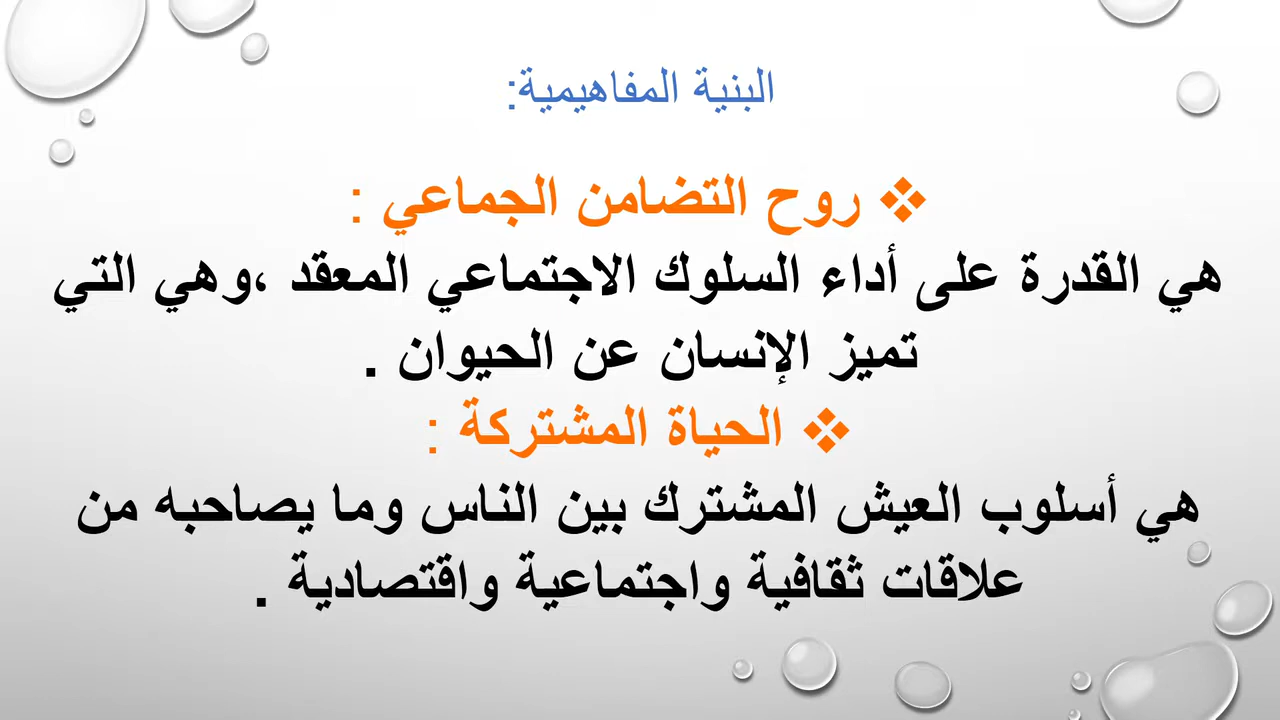 البنية المفاهيمية:
❖ روح التضامن الجماعي :
هي القدرة على أداء السلوك الاجتماعي المعقد ،وهي التي
تميز الإنسان عن الحيوان .
❖ الحياة المشتركة :
هي أسلوب العيش المشترك بين الناس وما يصاحبه من
علاقات ثقافية واجتماعية واقتصادية .